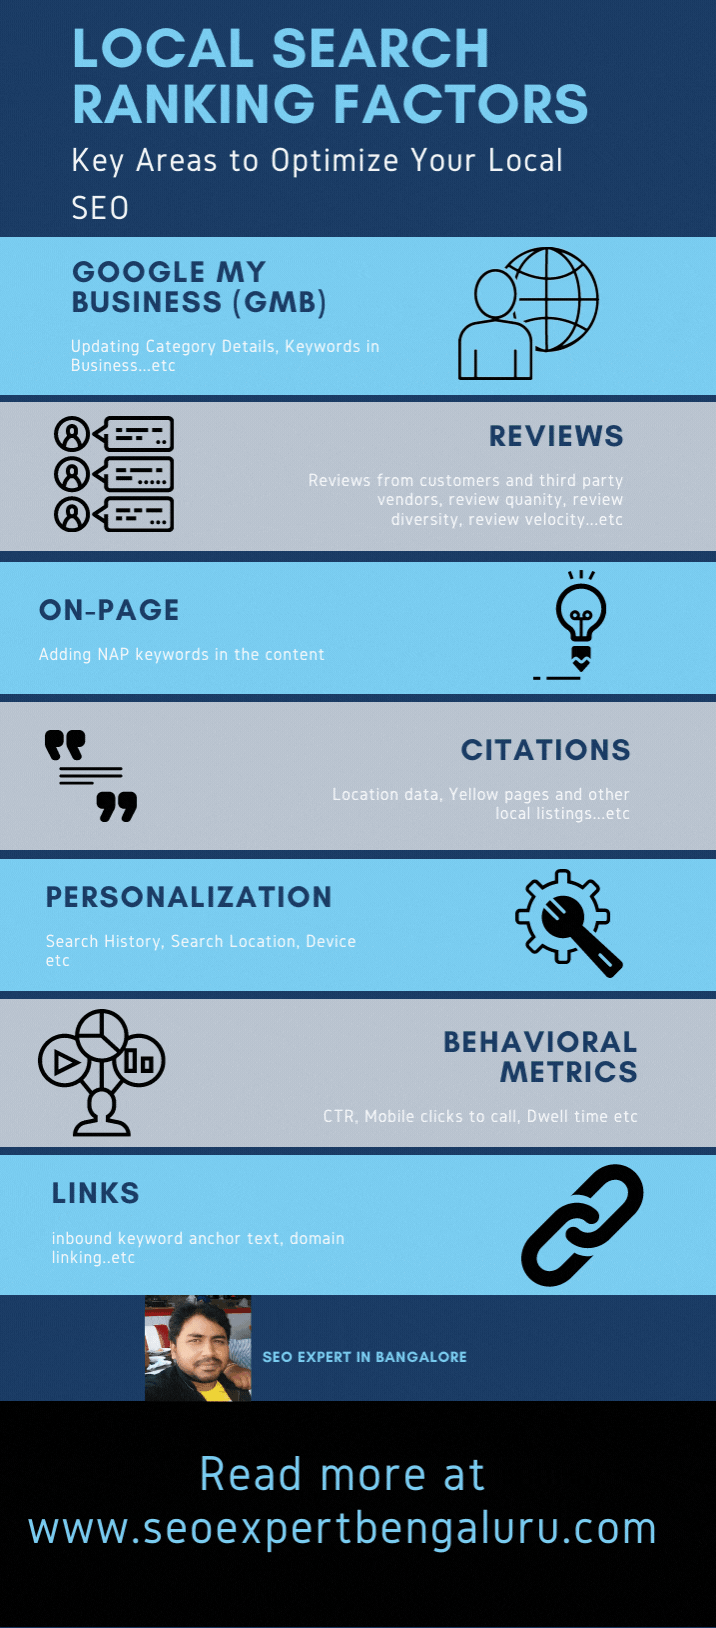 LOCAL SEARCH
RANKING FACTORS
Key Areas to Optimize Your Local
SEO
GOOGLE MY
BUSINESS (GMB)
Updating Category Details, Keywords in
Business...etc
REVIEWS
Reviews from customers and third party
vendors, review quanity, review
diversity, review velocity...etc
ON-PAGE
Adding NAP keywords in the content
CITATIONS
Location data, Yellow pages and other
local listings...etc
PERSONALIZATION
Search History, Search Location, Device
etc
BEHAVIORAL
METRICS
CTR, Mobile clicks to call, Dwell time etc
LINKS
inbound keyword anchor text, domain
linking..etc
SEO EXPERT IN BANGALORE
Read more at
www.seoexpertbengaluru.com